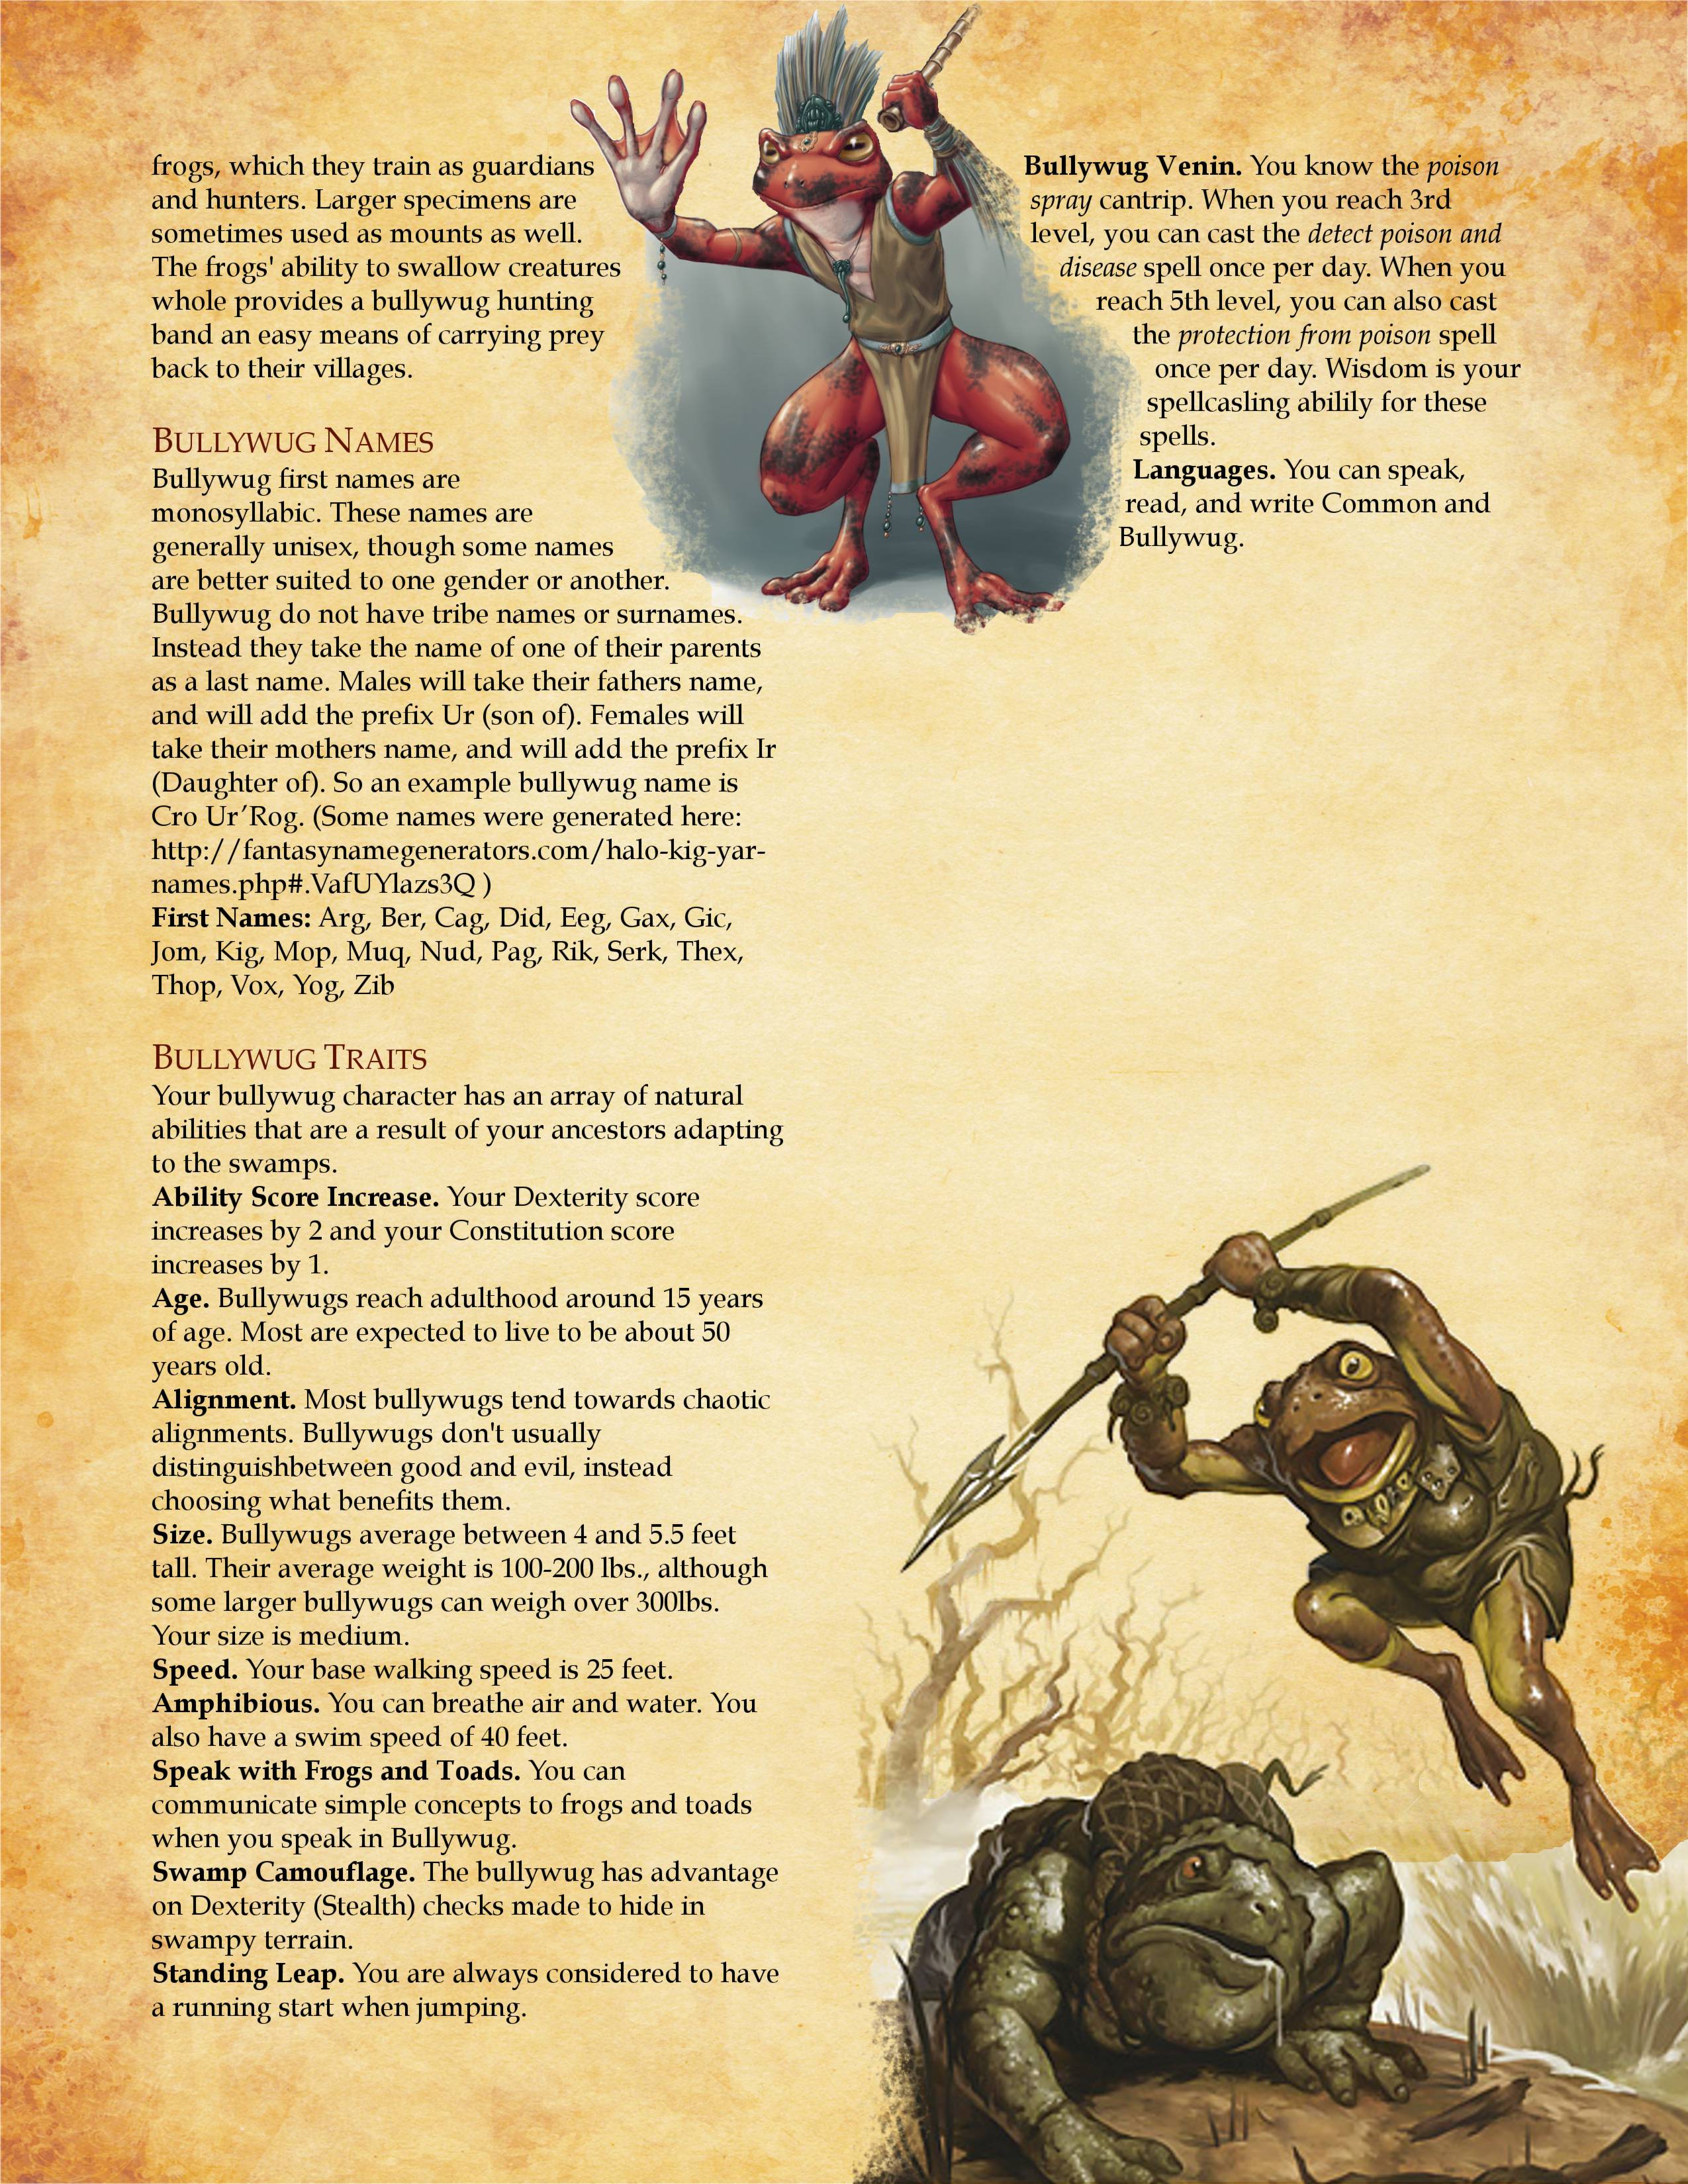 frogs, which they train as guardians
and hunters. Larger specimens are
sometimes used as mounts as well.
The frogs' ability to swallow creatures
whole provides a bullywug hunting
band an easy means of carrying prey
back to their villages.
BULLYWUG NAMES
Bullywug first names are
monosyllabic. These names are
generally unisex, though some names
are better suited to one gender or another.
Bullywug do not have tribe names or surnames.
Instead they take the name of one of their parents
as a last name. Males will take their fathers name,
and will add the prefix Ur (son of). Females will
take their mothers name, and will add the prefix Ir
(Daughter of). So an example bullywug name is
Cro Ur’Rog. (Some names were generated here:
http://fantasynamegenerators.com/halo-kig-yar-
names.php#.VafUYlazs3Q )
First Names: Arg, Ber, Cag, Did, Eeg, Gax, Gic,
Jom, Kig, Mop, Muq, Nud, Pag, Rik, Serk, Thex,
Thop, Vox, Yog, Zib
BULLYWUG TRAITS
Your bullywug character has an array of natural
abilities that are a result of your ancestors adapting
to the swamps.
Ability Score Increase. Your Dexterity score
increases by 2 and your Constitution score
increases by 1.
Age. Bullywugs reach adulthood around 15 years
of age. Most are expected to live to be about 50
years old.
Alignment. Most bullywugs tend towards chaotic
alignments. Bullywugs don't usually
distinguishbetween good and evil, instead
choosing what benefits them.
Size. Bullywugs average between 4 and 5.5 feet
tall. Their average weight is 100-200 lbs., although
some larger bullywugs can weigh over 300lbs.
Your size is medium.
Speed. Your base walking speed is 25 feet.
Amphibious. You can breathe air and water. You
also have a swim speed of 40 feet.
Speak with Frogs and Toads. You can
communicate simple concepts to frogs and toads
when you speak in Bullywug.
Swamp Camouflage. The bullywug has advantage
on Dexterity (Stealth) checks made to hide in
swampy terrain.
Standing Leap. You are always considered to have
a running start when jumping.
Bullywug Venin. You know the poison
spray cantrip. When you reach 3rd
level, you can cast the detect poison and
disease spell once per day. When you
reach 5th level, you can also cast
the protection from poison spell
once per day. Wisdom is your
spellcasling abilily for these
spells.
Languages. You can speak,
read, and write Common and
Bullywug.